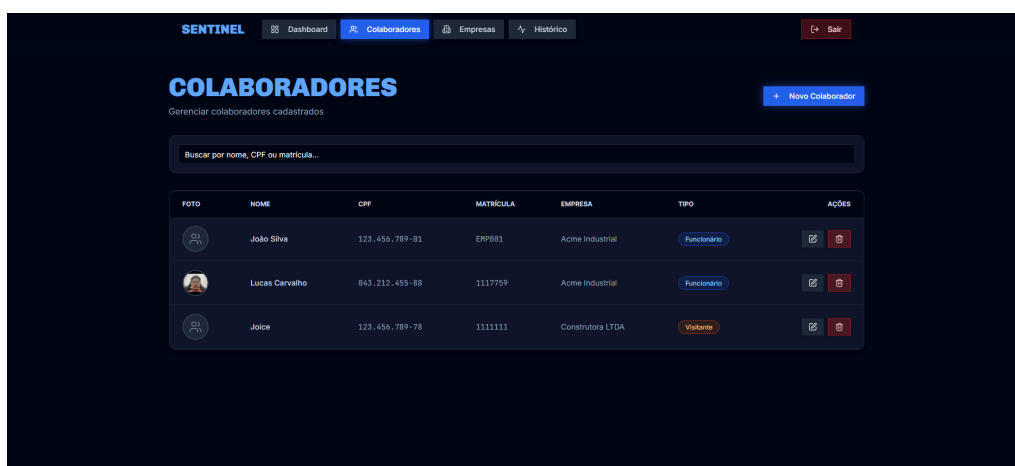 SENTINEL Dashboard Colaboradores Empresas Histórico Sair
COLABORADORES
Gerenciar colaboradores cadastrados
+ Novo Colaborador
Buscar por nome, CPF ou matrícula...
FOTO NOME CPF MATRÍCULA EMPRESA TIPO AÇÕES
João Silva 123.456.789-01 EMP001 Acme Industrial Funcionário
Lucas Carvalho 043.212.455-88 1117759 Acme Industrial Funcionário
Joice 123.456.789-78 1111111 Construtora LTDA Visitante